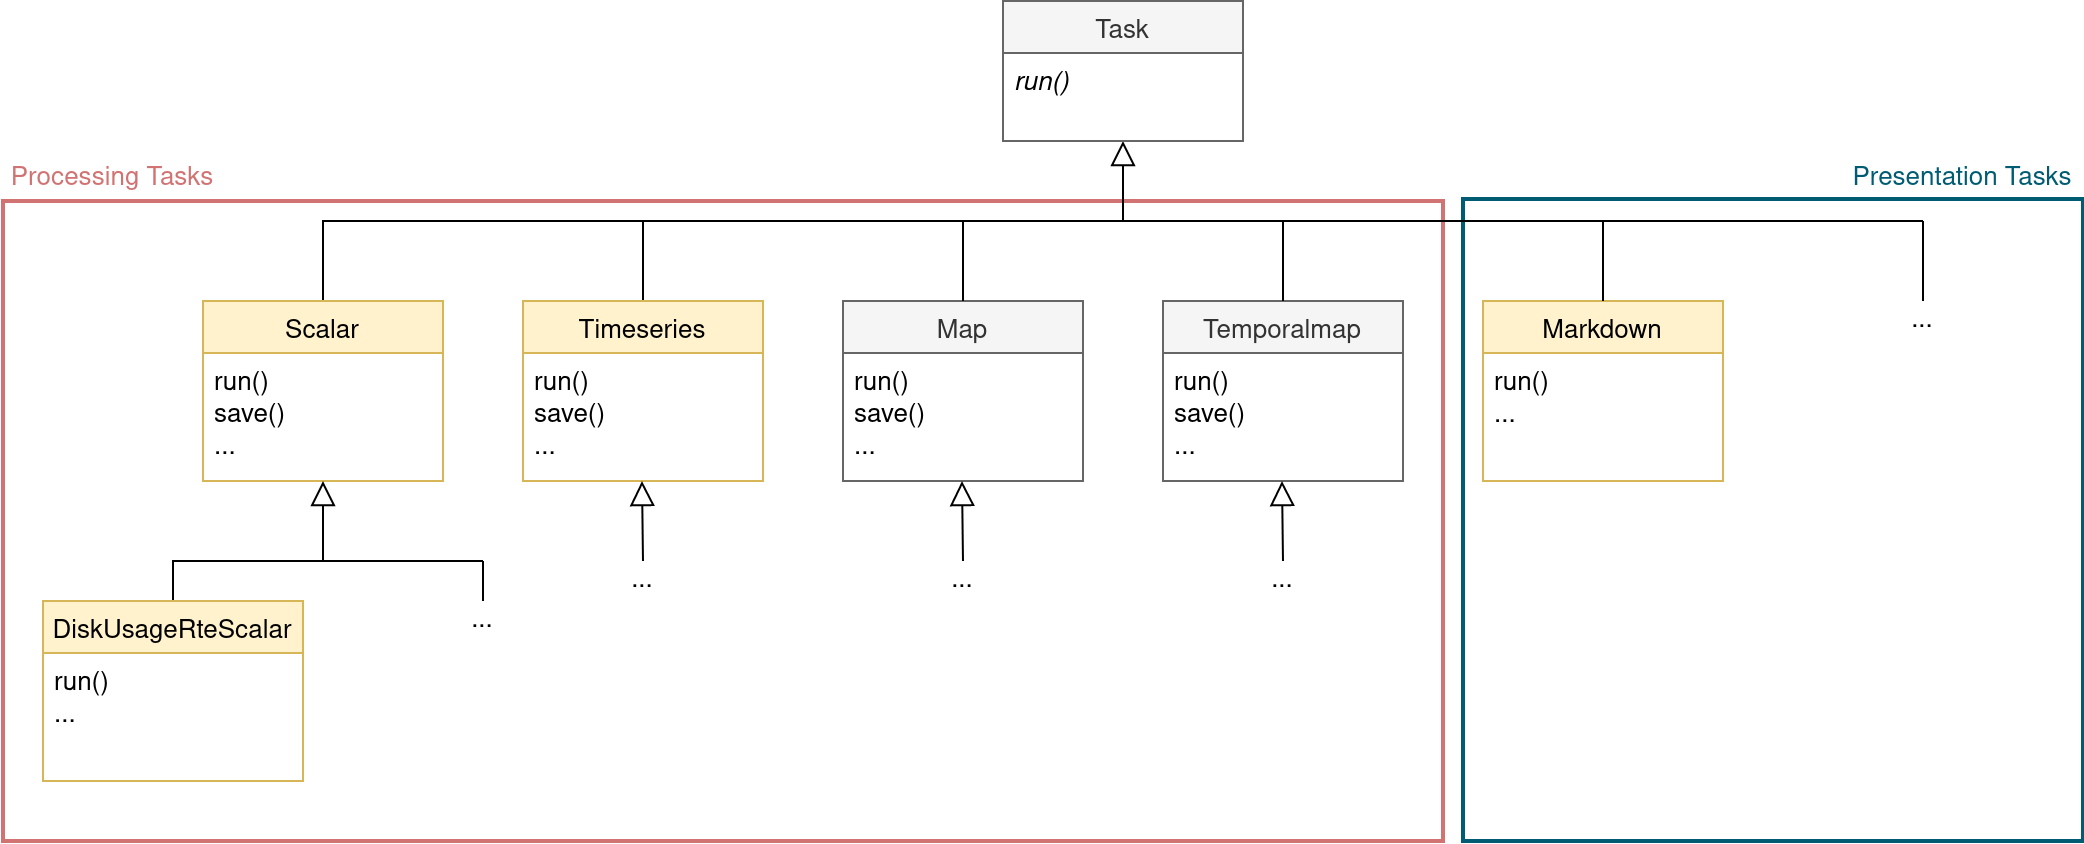 Task
run()
Processing Tasks
Presentation Tasks
Scalar
run()
save()
...
Timeseries
run()
save()
...
Map
run()
save()
...
Temporalmap
run()
save()
...
Markdown
run()
...
...
...
...
...
DiskUsageRteScalar
run()
...
...